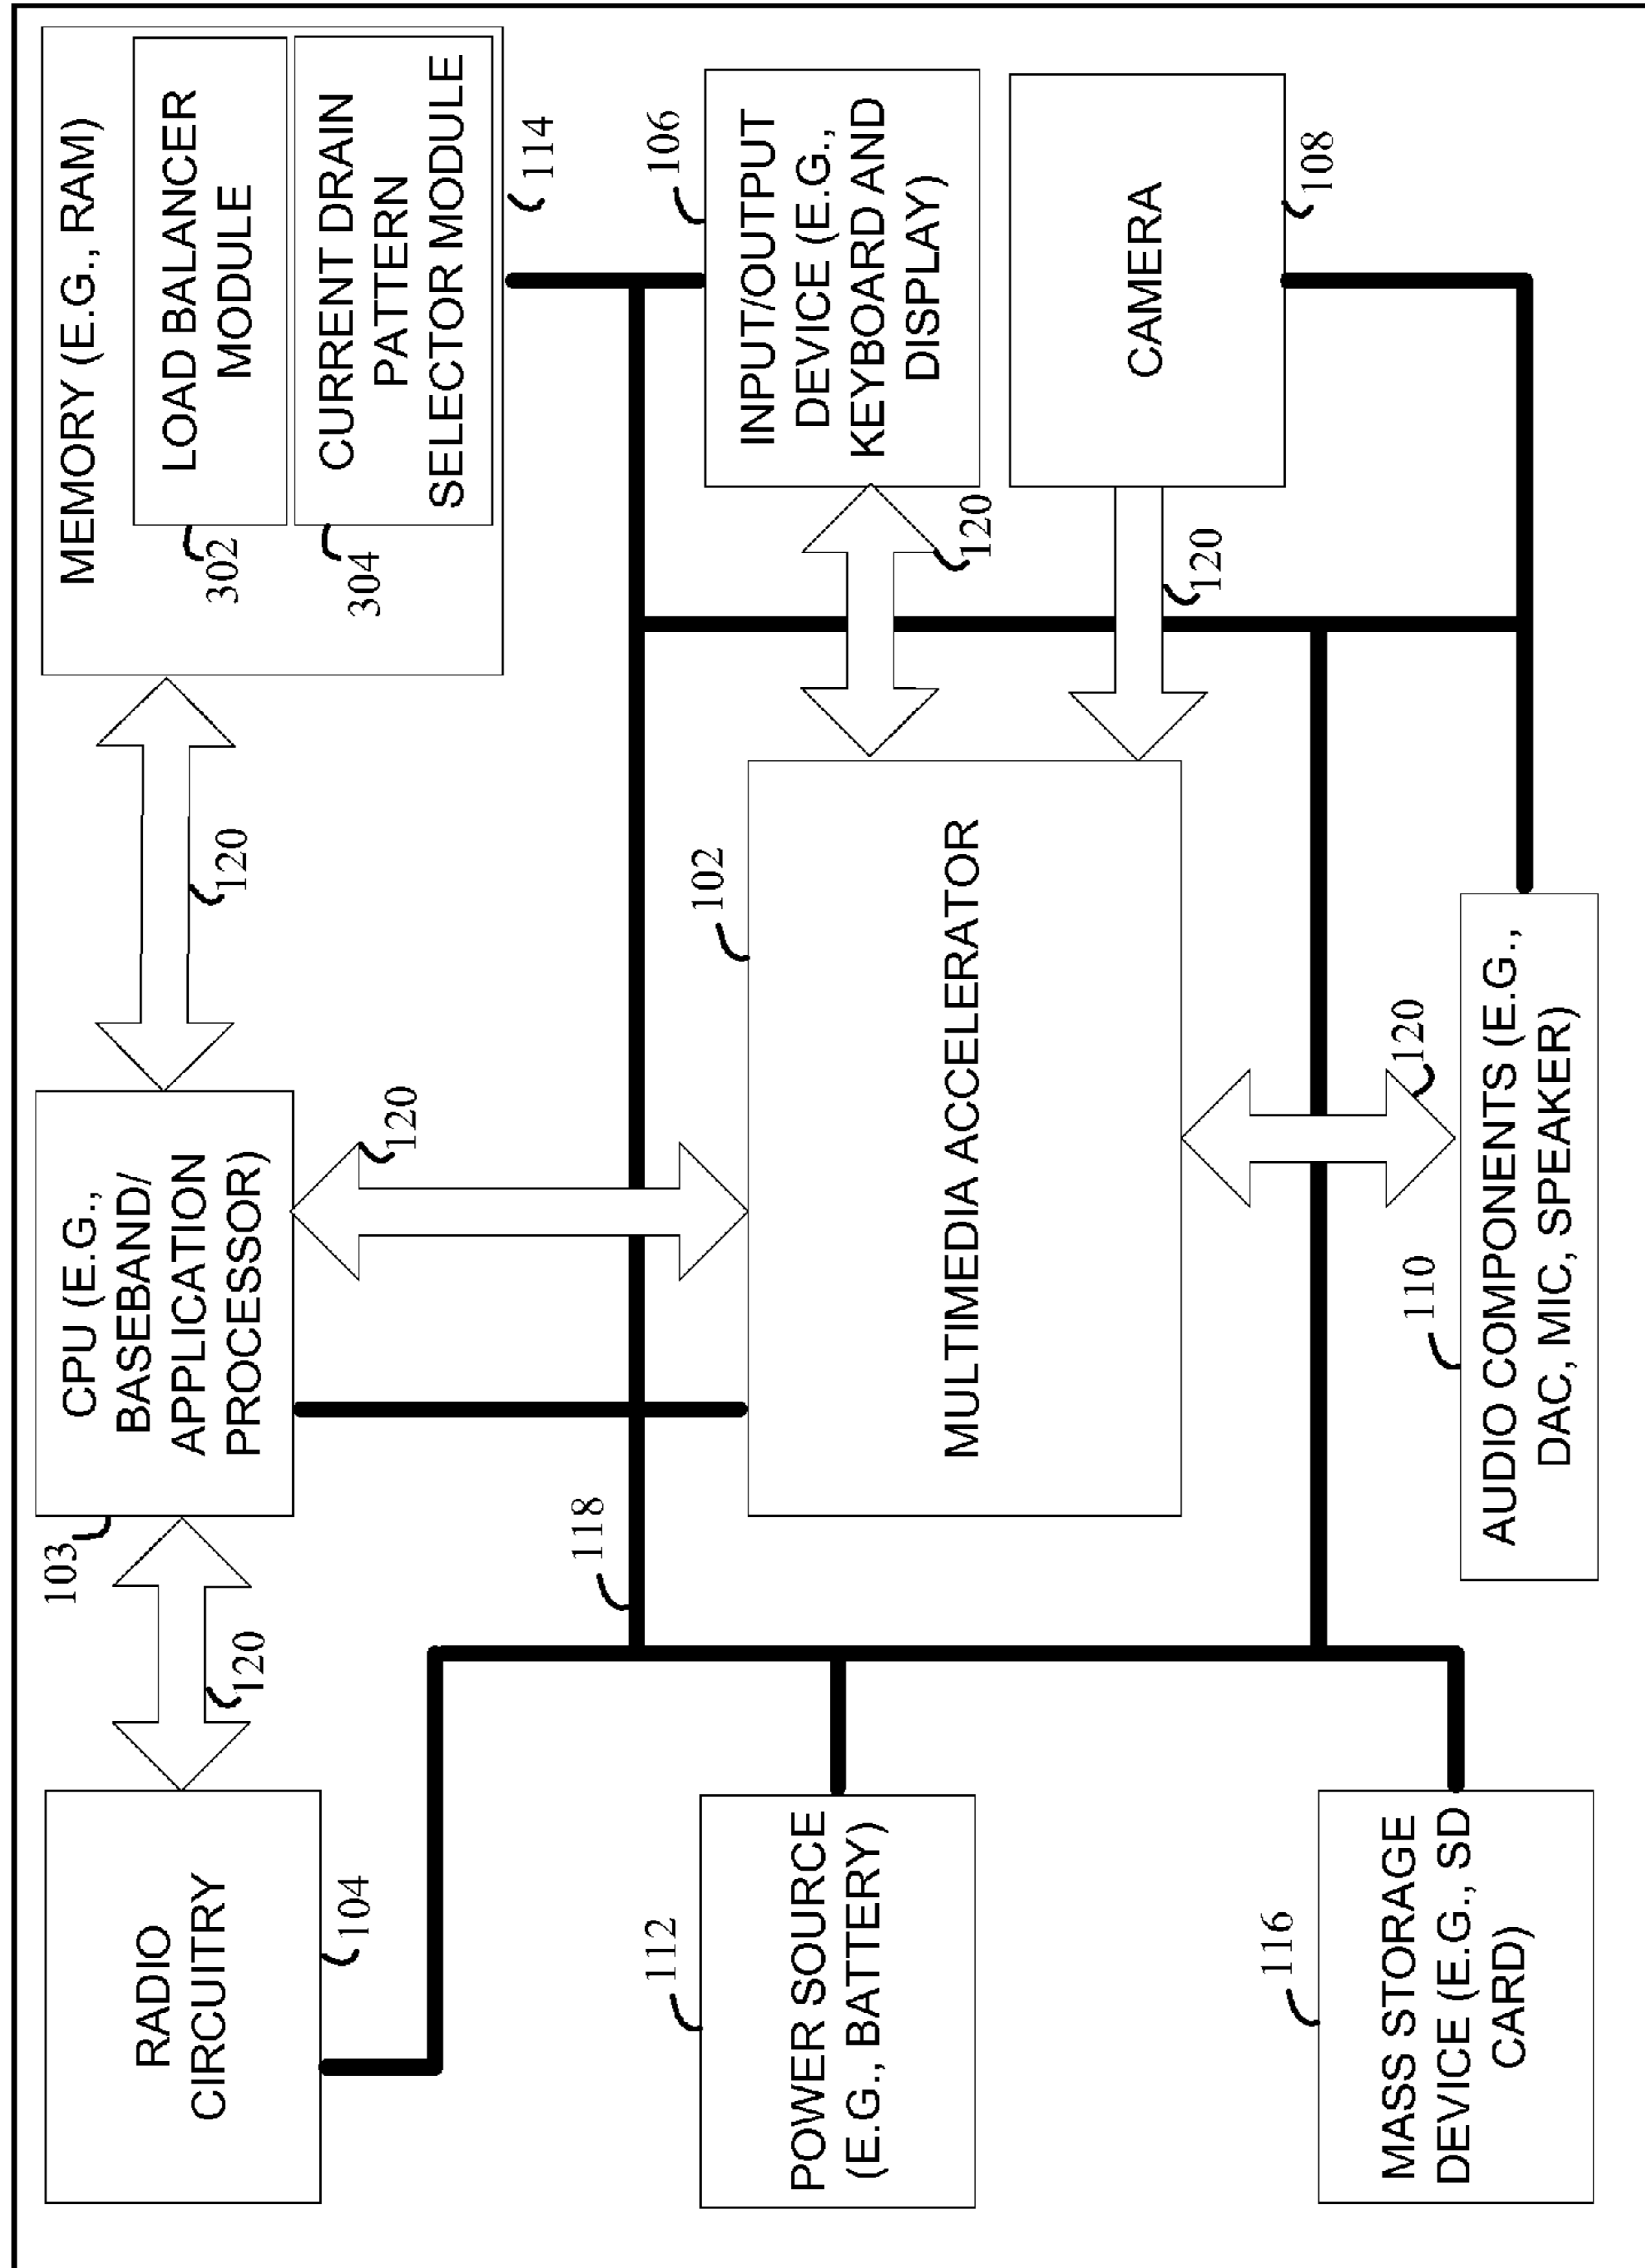 RADIO
CIRCUITRY
104
120
103
CPU (E.G.,
BASEBAND/
APPLICATION
PROCESSOR)
120
120
MEMORY (E.G., RAM)
302
LOAD BALANCER
MODULE
304
CURRENT DRAIN
PATTERN
SELECTOR MODULE
114
118
112
POWER SOURCE
(E.G., BATTERY)
102
MULTIMEDIA ACCELERATOR
106
INPUT/OUTPUT
DEVICE (E.G.,
KEYBOARD AND
DISPLAY)
120
CAMERA
120
108
116
MASS STORAGE
DEVICE (E.G., SD
CARD)
110
120
AUDIO COMPONENTS (E.G.,
DAC, MIC, SPEAKER)